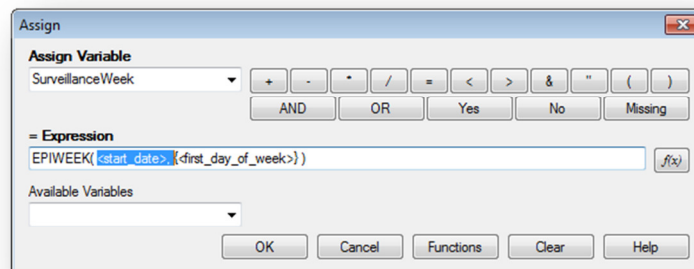 Assign
Assign Variable
SurveillanceWeek
+ - * / = < > & " ( )
AND OR Yes No Missing
= Expression
EPIWEEK( <start_date>, {<first_day_of_week>} )
f(x)
Available Variables
OK Cancel Functions Clear Help